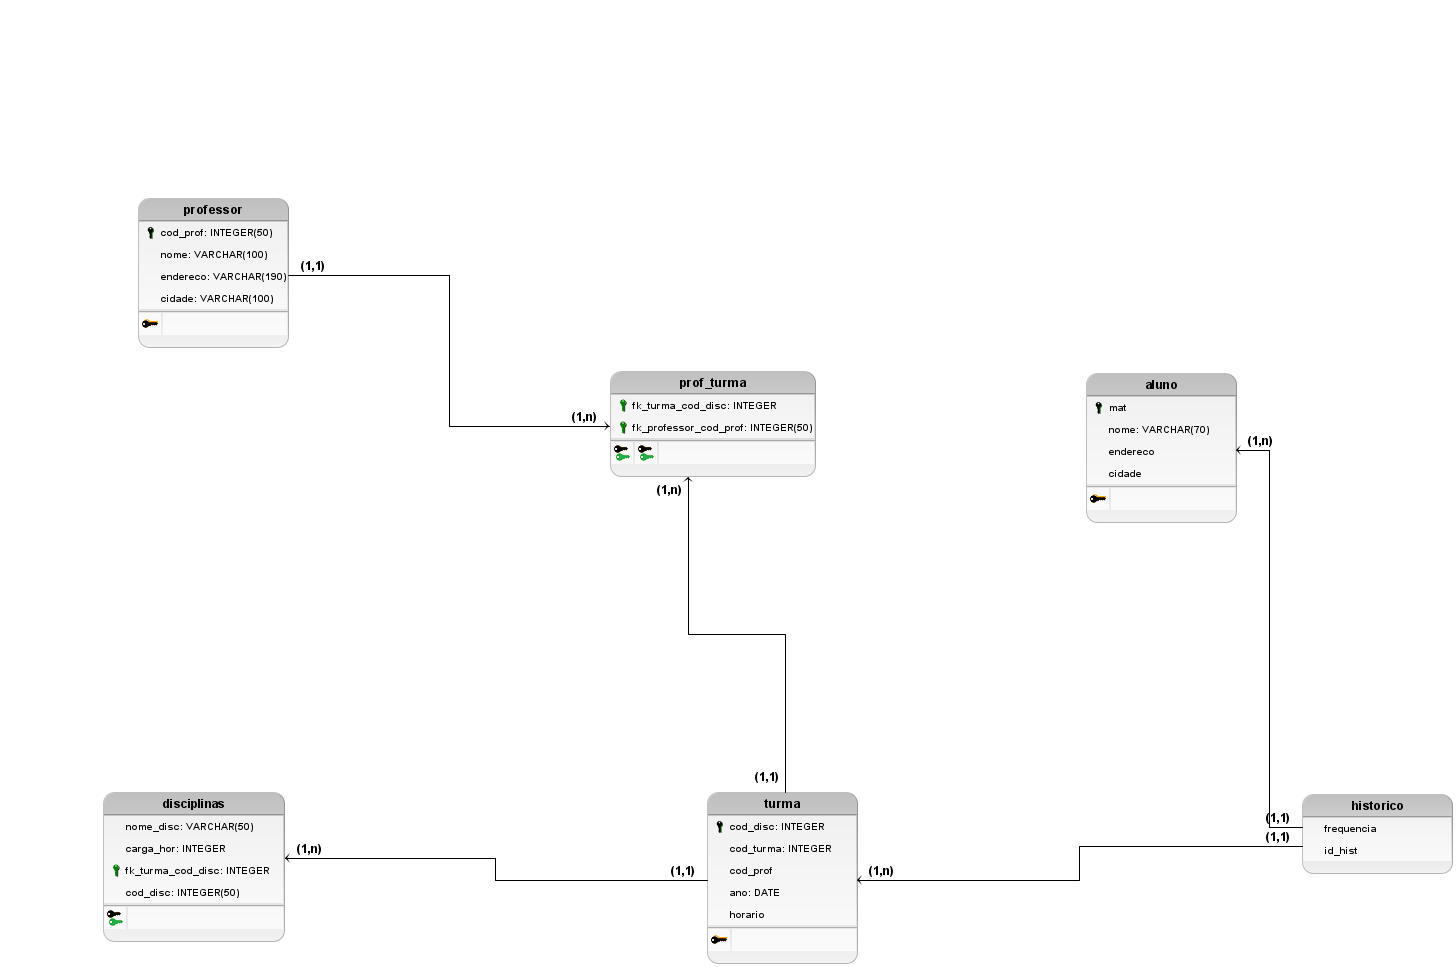 professor
cod_prof: INTEGER(50)
nome: VARCHAR(100)
endereco: VARCHAR(190)
cidade: VARCHAR(100)
(1,1)
(1,n)
prof_turma
fk_turma_cod_disc: INTEGER
fk_professor_cod_prof: INTEGER(50)
(1,n)
aluno
mat
nome: VARCHAR(70)
endereco
cidade
(1,n)
(1,1)
disciplinas
nome_disc: VARCHAR(50)
carga_hor: INTEGER
fk_turma_cod_disc: INTEGER
cod_disc: INTEGER(50)
(1,n)
(1,1)
turma
cod_disc: INTEGER
cod_turma: INTEGER
cod_prof
ano: DATE
horario
(1,n)
(1,1)
(1,1)
historico
frequencia
id_hist